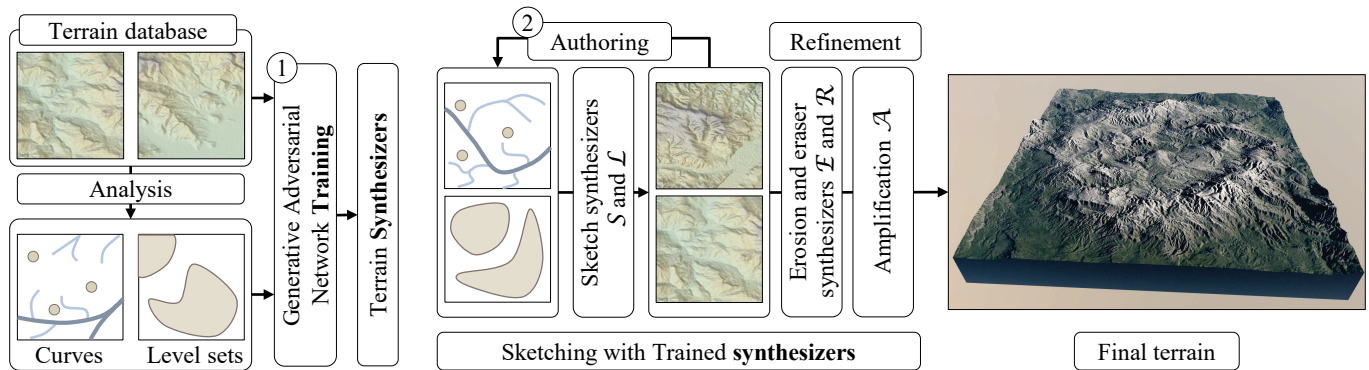 Terrain database
Analysis
Curves
Level sets
1
Generative Adversarial
Network Training
Terrain Synthesizers
2
Authoring
Refinement
Sketch synthesizers
𝒮 and ℒ
Erosion and eraser
synthesizers ℰ and ℛ
Amplification 𝒜
Sketching with Trained synthesizers
Final terrain